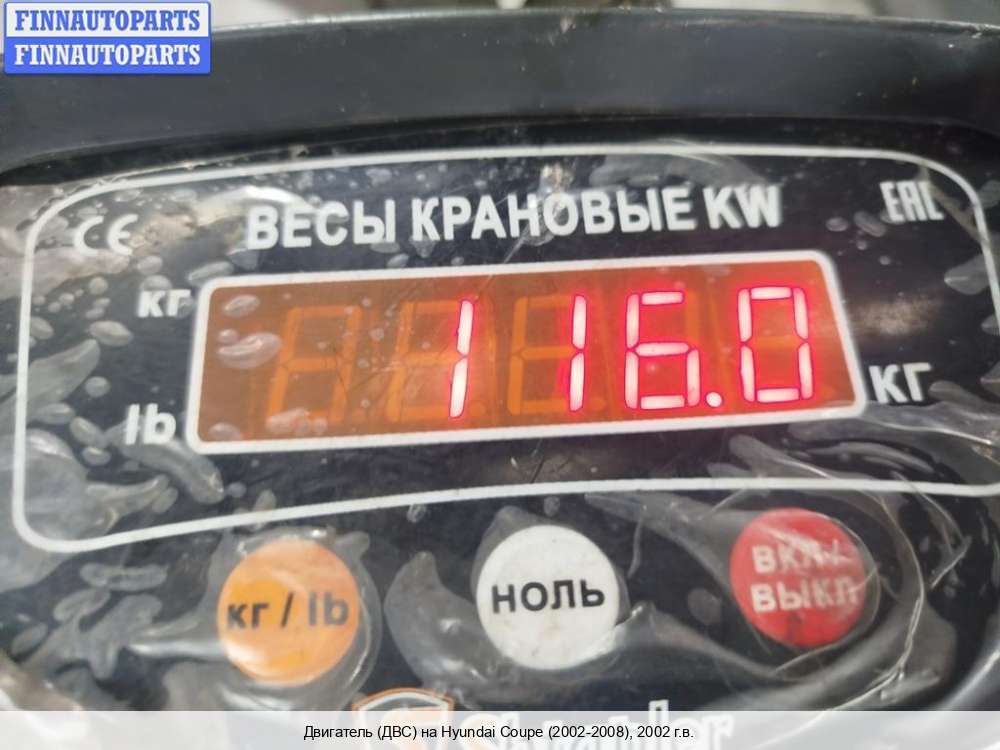 FINNAUTOPARTS
FINNAUTOPARTS
CE ВЕСЫ КРАНОВЫЕ KW EAC
кг
116.0
lb
КГ
кг / lb
НОЛЬ
ВКЛ /
ВЫКЛ
Двигатель (ДВС) на Hyundai Coupe (2002-2008), 2002 г.в.